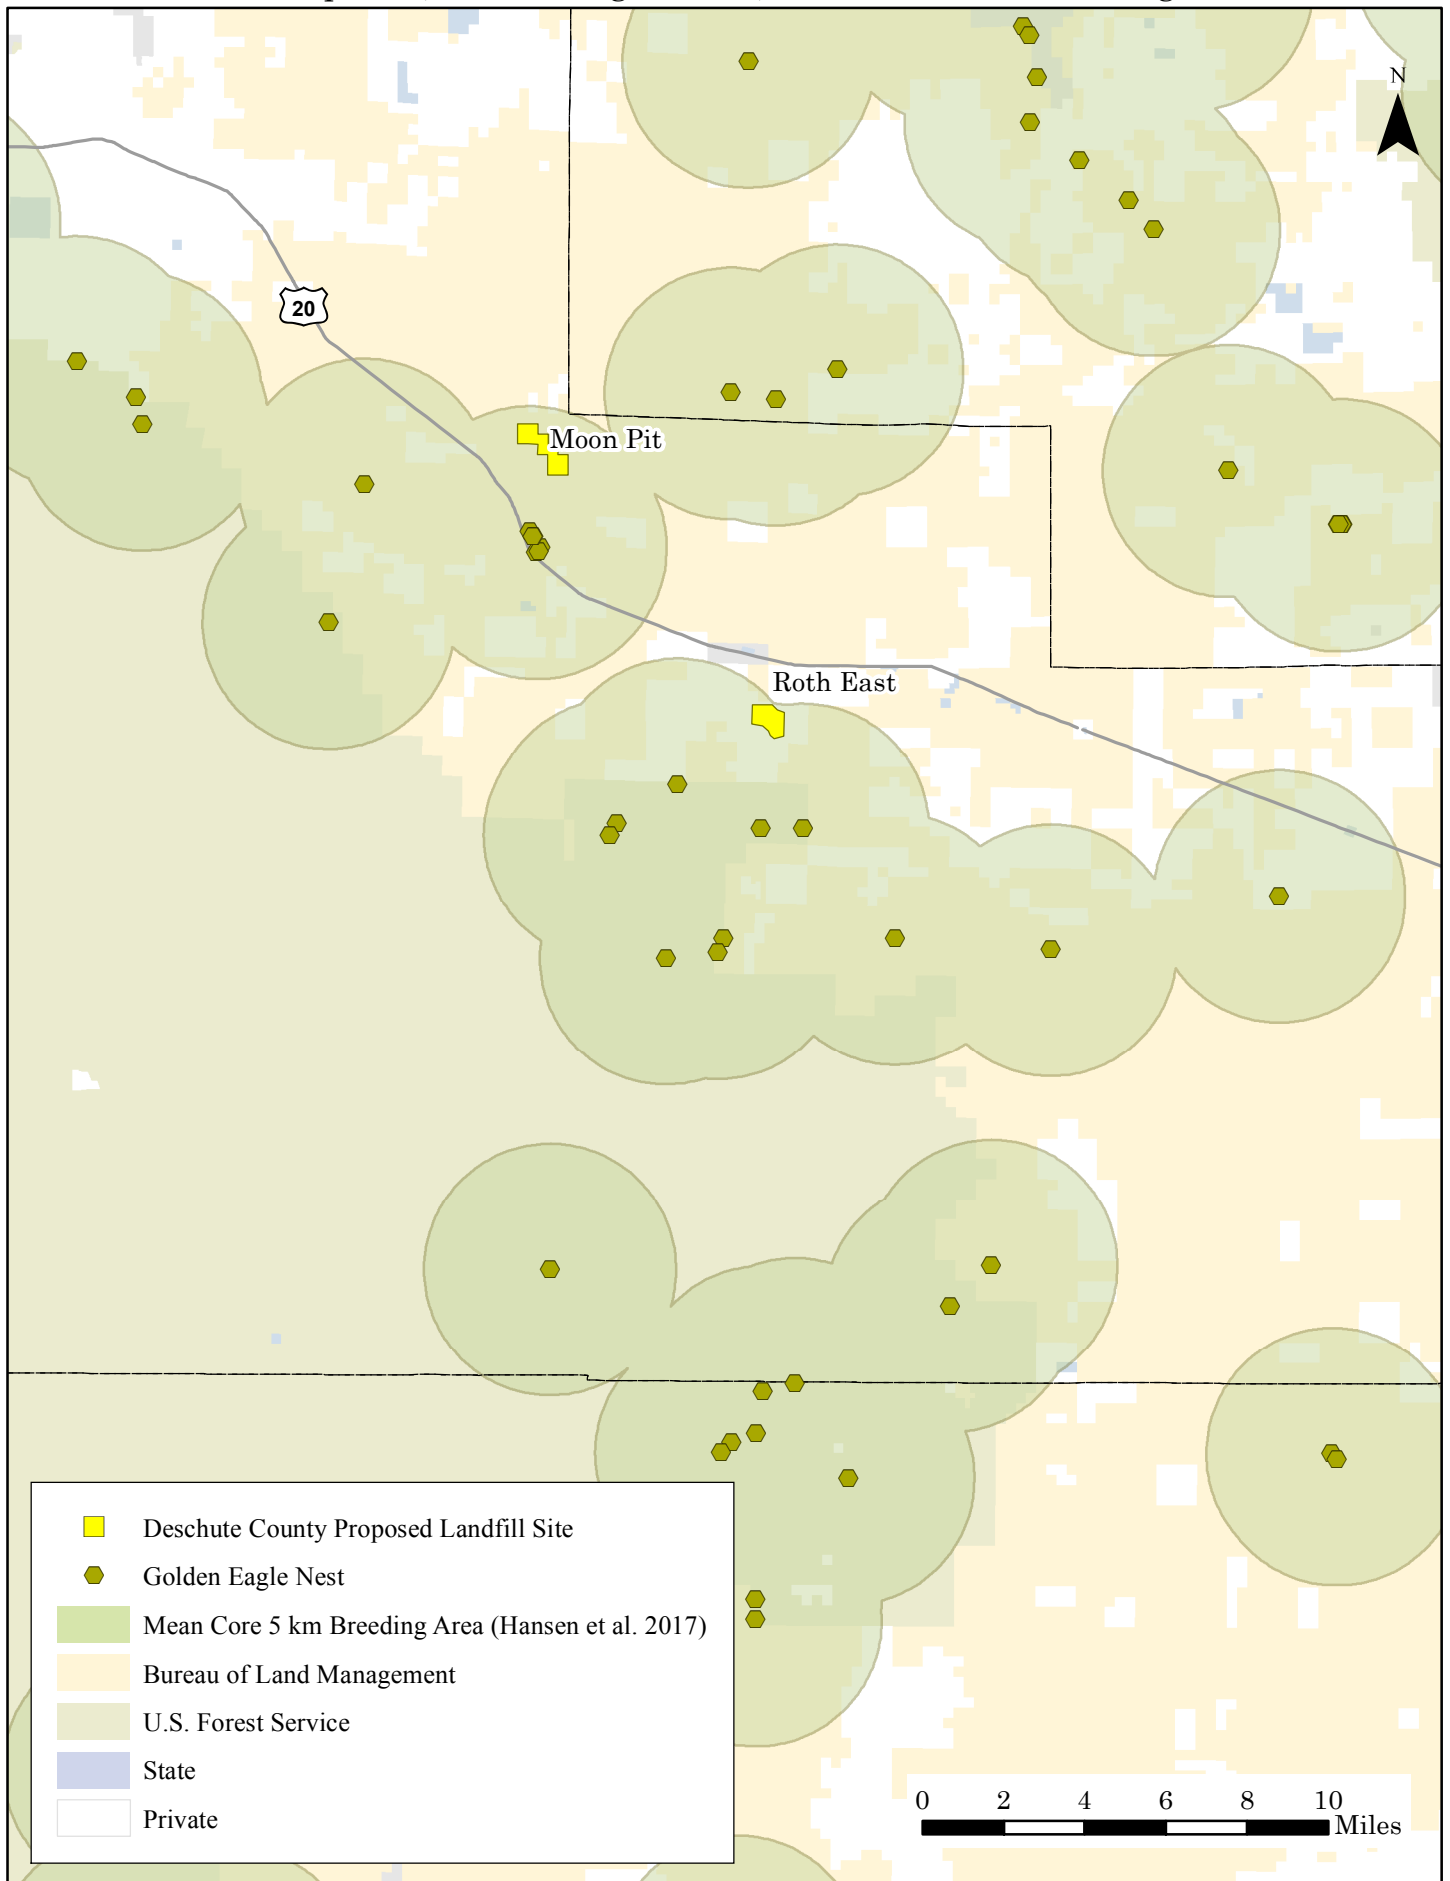 N
20
Moon Pit
Roth East
Deschute County Proposed Landfill Site
Golden Eagle Nest
Mean Core 5 km Breeding Area (Hansen et al. 2017)
Bureau of Land Management
U.S. Forest Service
State
Private
0 2 4 6 8 10
Miles